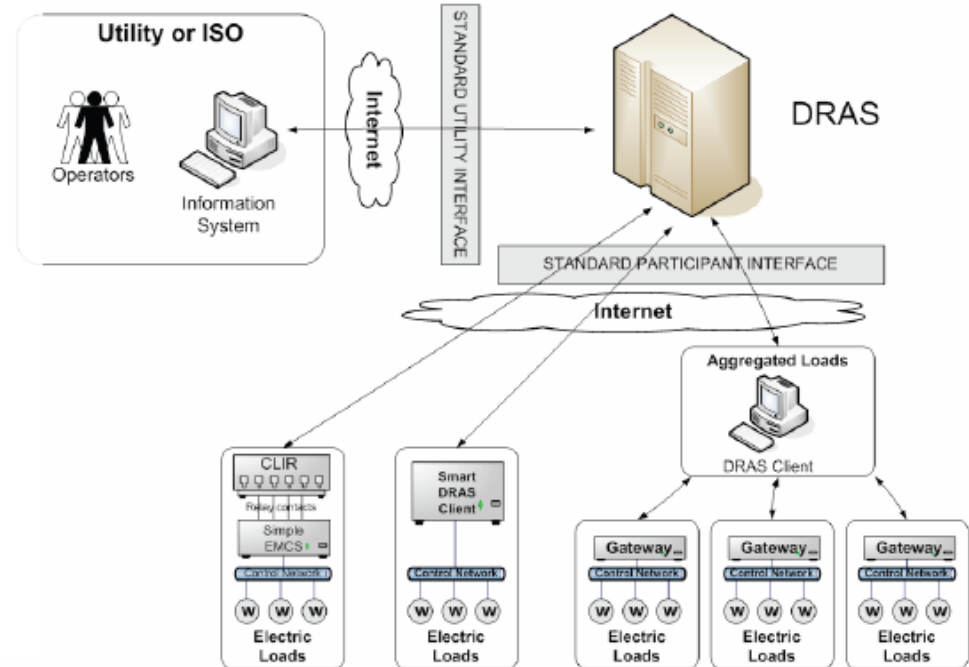 Utility or ISO
Operators
Information
System
Internet
STANDARD UTILITY INTERFACE
DRAS
STANDARD PARTICIPANT INTERFACE
Internet
Aggregated Loads
DRAS Client
CLIR
Relay contacts
Simple
EMCS
Control Network
W W W
Electric
Loads
Smart
DRAS
Client
Control Network
W W W
Electric
Loads
Gateway
Control Network
W W W
Electric
Loads
Gateway
Control Network
W W W
Electric
Loads
Gateway
Control Network
W W W
Electric
Loads